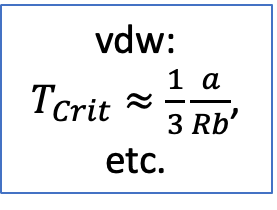 vdw:
T_Crit ≈ 1/3 a/Rb,
etc.